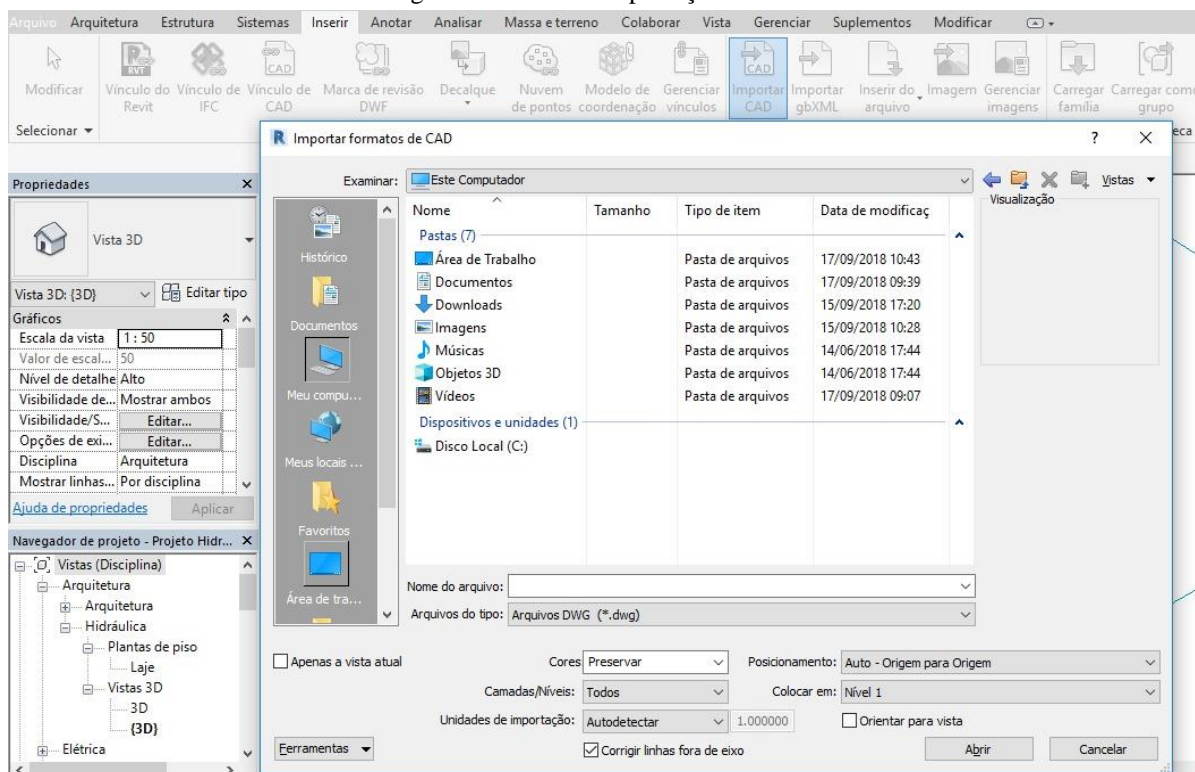 Arquivo Arquitetura Estrutura Sistemas Inserir Anotar Analisar Massa e terreno Colaborar Vista Gerenciar Suplementos Modificar
Modificar Vínculo do Revit Vínculo de IFC Vínculo de CAD Marca de revisão DWF Decalque Nuvem de pontos Modelo de coordenação Gerenciar vínculos Importar CAD Importar gbXML Inserir do arquivo Imagem Gerenciar imagens Carregar família Carregar como grupo
Selecionar
Importar formatos de CAD ? X
Propriedades X
Examinar: Este Computador Vistas
Visualização
Vista 3D
Nome Tamanho Tipo de item Data de modificaç
Pastas (7)
Área de Trabalho Pasta de arquivos 17/09/2018 10:43
Documentos Pasta de arquivos 17/09/2018 09:39
Downloads Pasta de arquivos 15/09/2018 17:20
Imagens Pasta de arquivos 15/09/2018 10:28
Músicas Pasta de arquivos 14/06/2018 17:44
Objetos 3D Pasta de arquivos 14/06/2018 17:44
Vídeos Pasta de arquivos 17/09/2018 09:07
Dispositivos e unidades (1)
Disco Local (C:)
Histórico
Documentos
Meu compu...
Meus locais ...
Favoritos
Área de tra...
Vista 3D: {3D} Editar tipo
Gráficos
Escala da vista 1 : 50
Valor de escal... 50
Nível de detalhe Alto
Visibilidade de... Mostrar ambos
Visibilidade/S... Editar...
Opções de exi... Editar...
Disciplina Arquitetura
Mostrar linhas... Por disciplina
Ajuda de propriedades Aplicar
Navegador de projeto - Projeto Hidr... X
Vistas (Disciplina)
Arquitetura
Arquitetura
Hidráulica
Plantas de piso
Laje
Vistas 3D
3D
{3D}
Elétrica
Nome do arquivo:
Arquivos do tipo: Arquivos DWG (*.dwg)
Apenas a vista atual Cores Preservar Posicionamento: Auto - Origem para Origem
Camadas/Níveis: Todos Colocar em: Nível 1
Unidades de importação: Autodetectar 1.000000 Orientar para vista
Ferramentas Corrigir linhas fora de eixo Abrir Cancelar